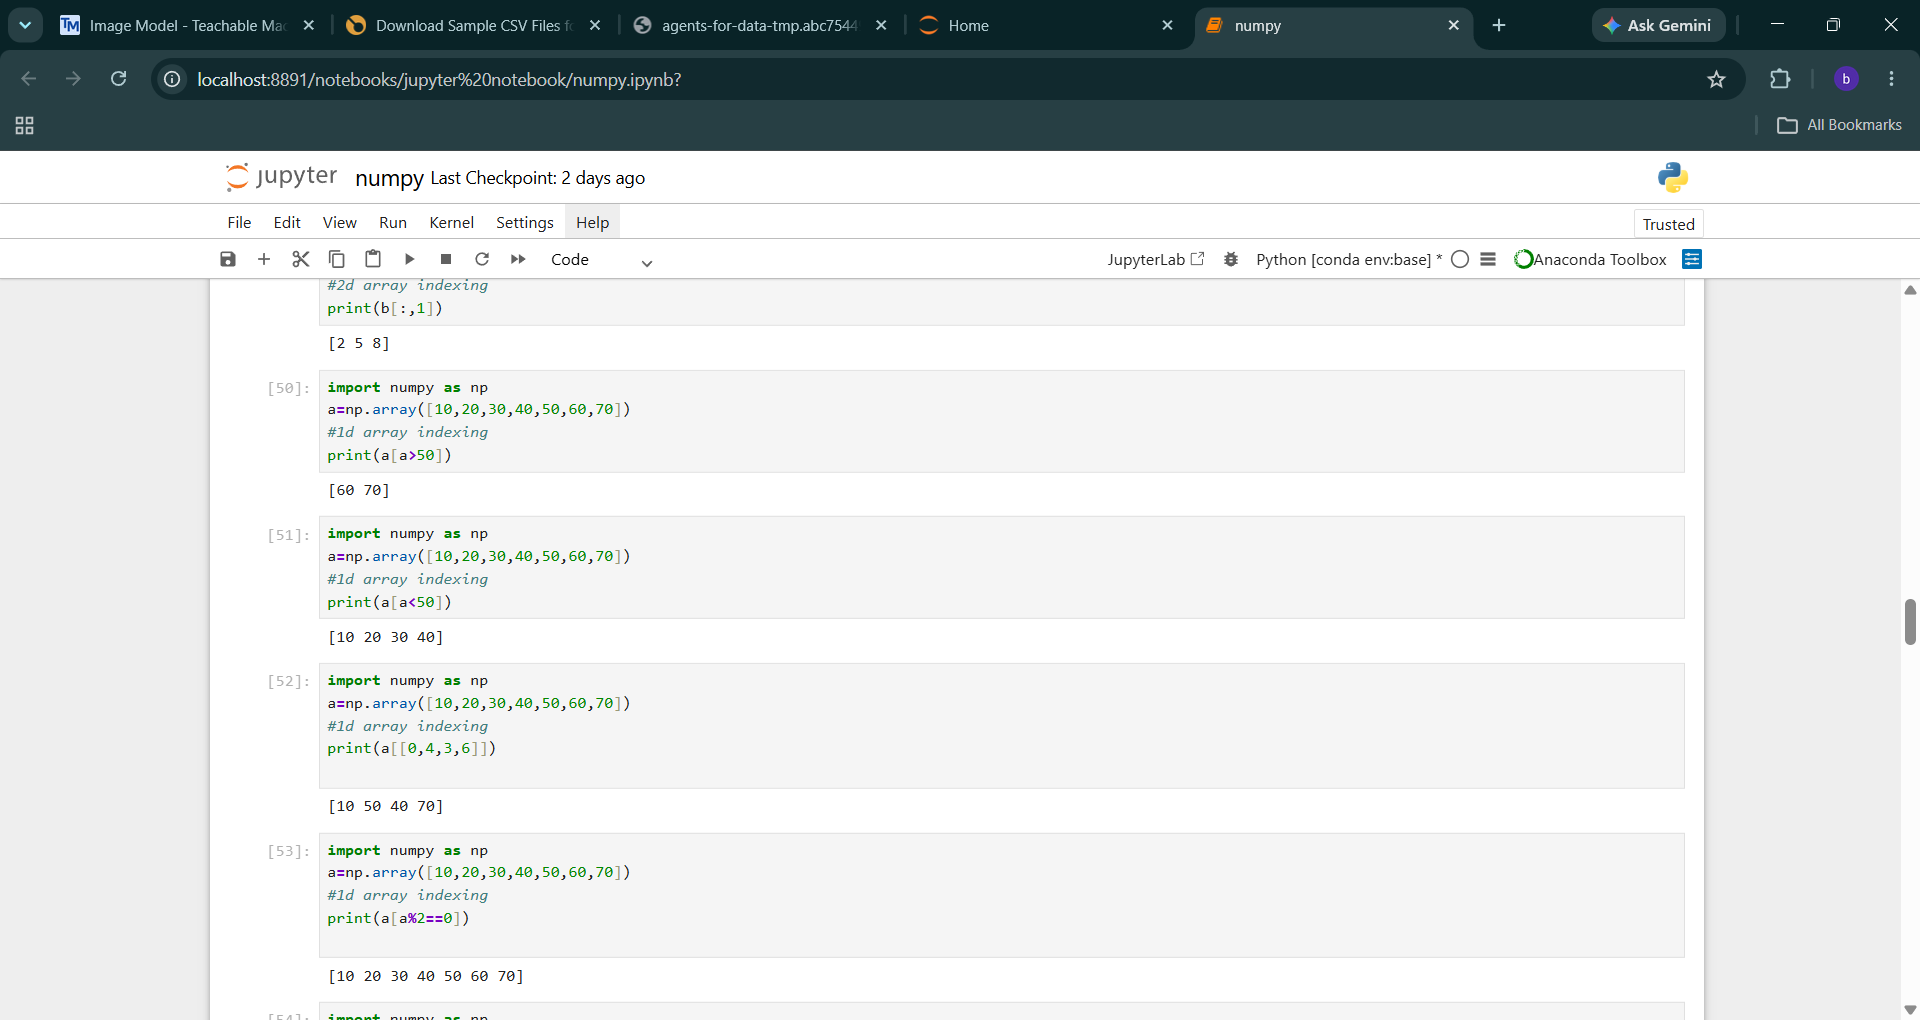 Image Model - Teachable Mac
Download Sample CSV Files fo
agents-for-data-tmp.abc7544
Home
numpy
Ask Gemini
localhost:8891/notebooks/jupyter%20notebook/numpy.ipynb?
b
All Bookmarks
jupyter numpy Last Checkpoint: 2 days ago
File Edit View Run Kernel Settings Help
Trusted
Code
JupyterLab
Python [conda env:base] *
Anaconda Toolbox
#2d array indexing
print(b[:,1])
[2 5 8]
[50]:
import numpy as np
a=np.array([10,20,30,40,50,60,70])
#1d array indexing
print(a[a>50])
[60 70]
[51]:
import numpy as np
a=np.array([10,20,30,40,50,60,70])
#1d array indexing
print(a[a<50])
[10 20 30 40]
[52]:
import numpy as np
a=np.array([10,20,30,40,50,60,70])
#1d array indexing
print(a[[0,4,3,6]])
[10 50 40 70]
[53]:
import numpy as np
a=np.array([10,20,30,40,50,60,70])
#1d array indexing
print(a[a%2==0])
[10 20 30 40 50 60 70]
[54]:
import numpy as np